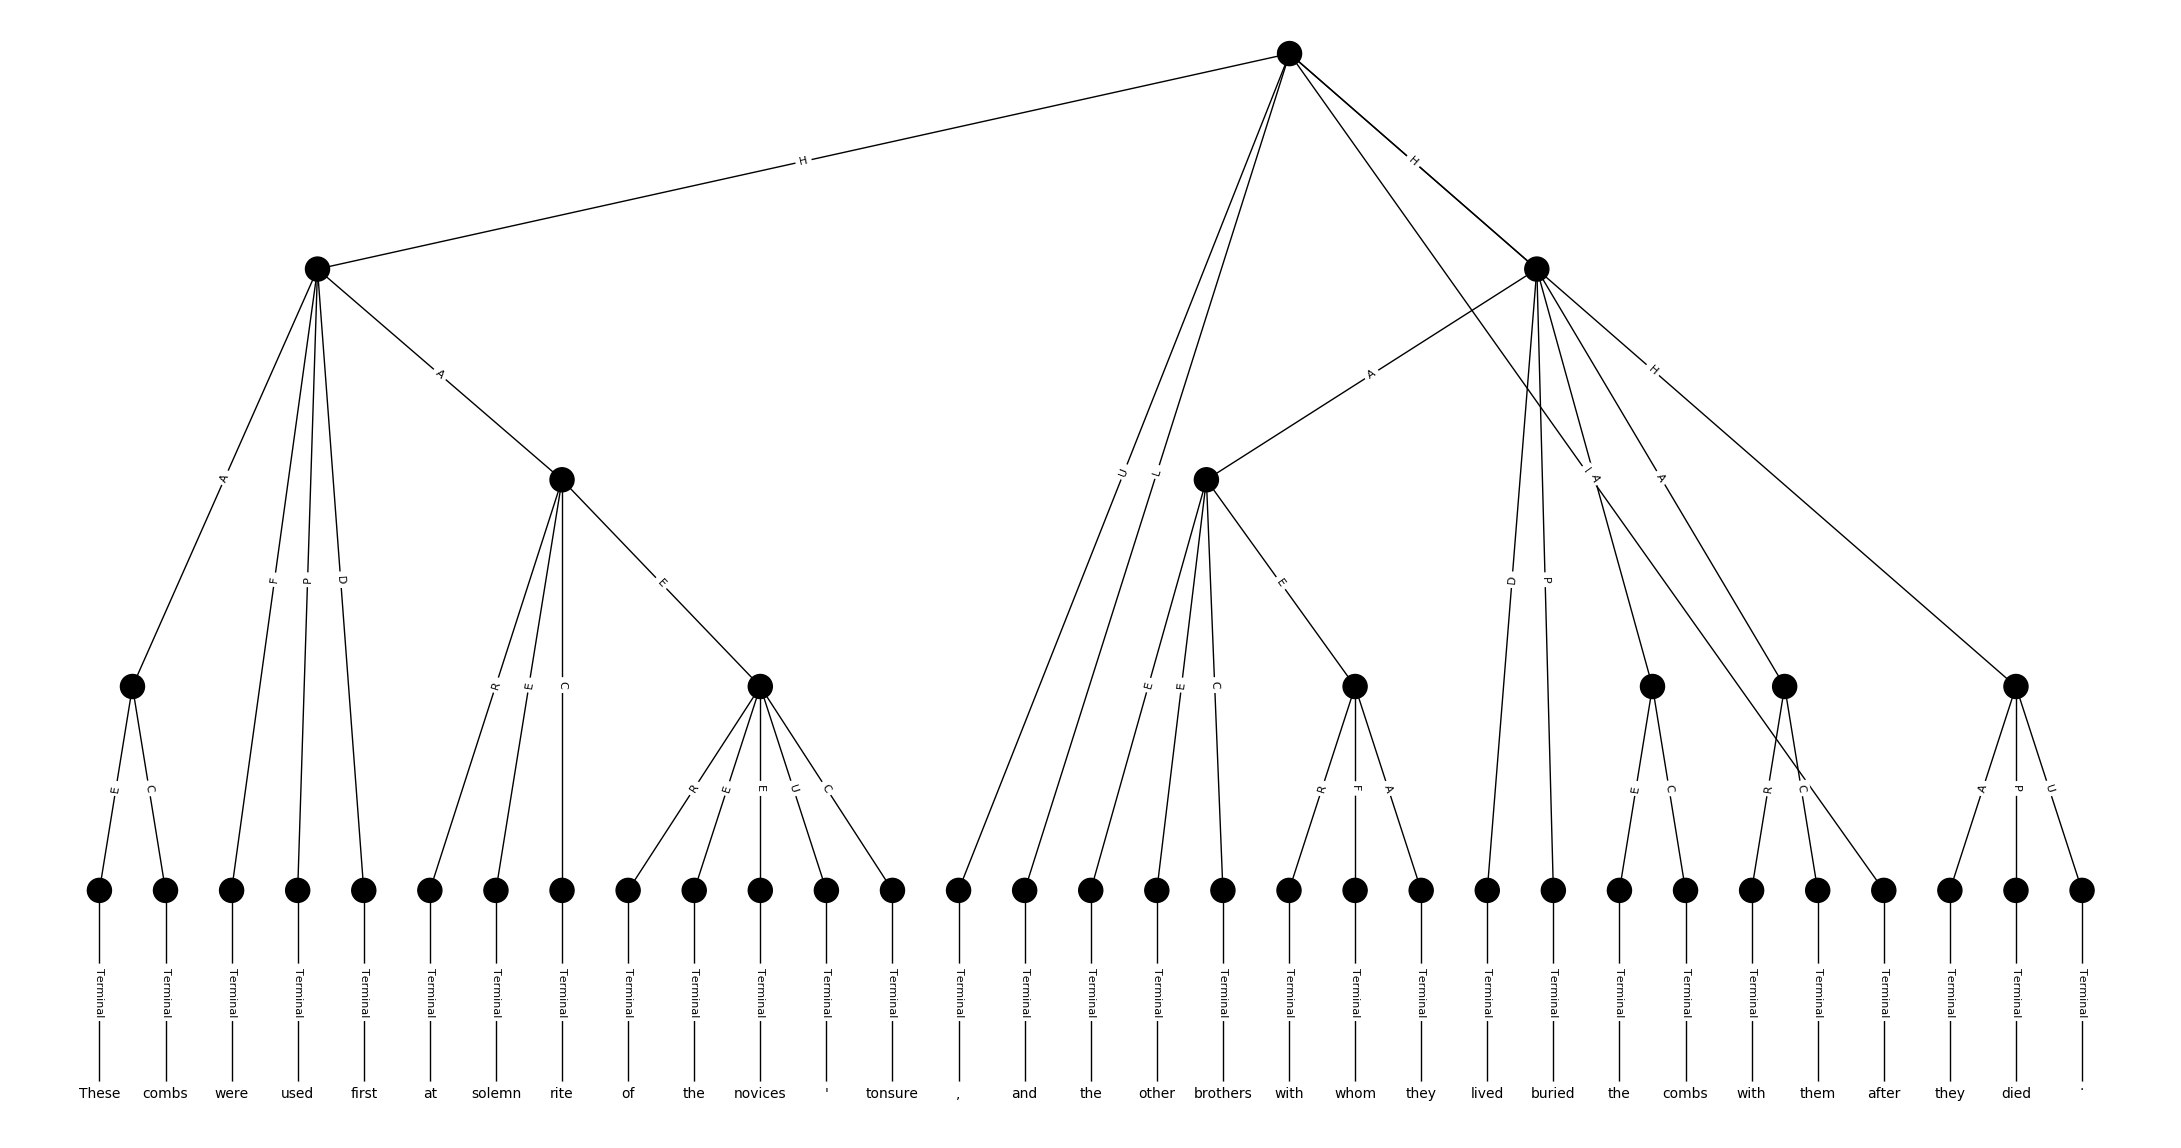 H H
A F P D A A D P A A H
U L I
A R E C E E E C E
E C R E E U C R F A E C R C A P U
Terminal Terminal Terminal Terminal Terminal Terminal Terminal Terminal Terminal Terminal Terminal Terminal Terminal Terminal Terminal Terminal Terminal Terminal Terminal Terminal Terminal Terminal Terminal Terminal Terminal Terminal Terminal Terminal Terminal Terminal Terminal
These combs were used first at solemn rite of the novices ' tonsure , and the other brothers with whom they lived buried the combs with them after they died .